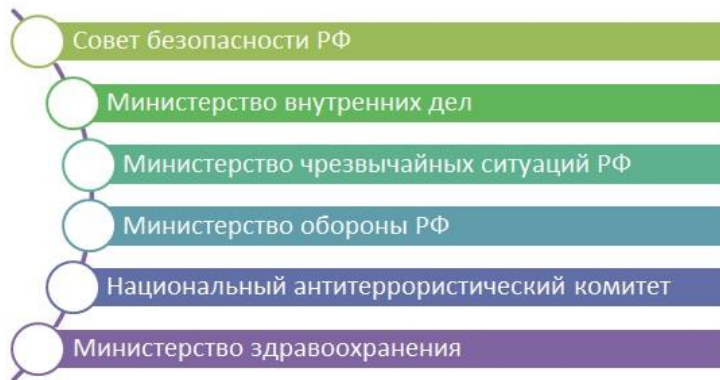 Совет безопасности РФ
Министерство внутренних дел
Министерство чрезвычайных ситуаций РФ
Министерство обороны РФ
Национальный антитеррористический комитет
Министерство здравоохранения